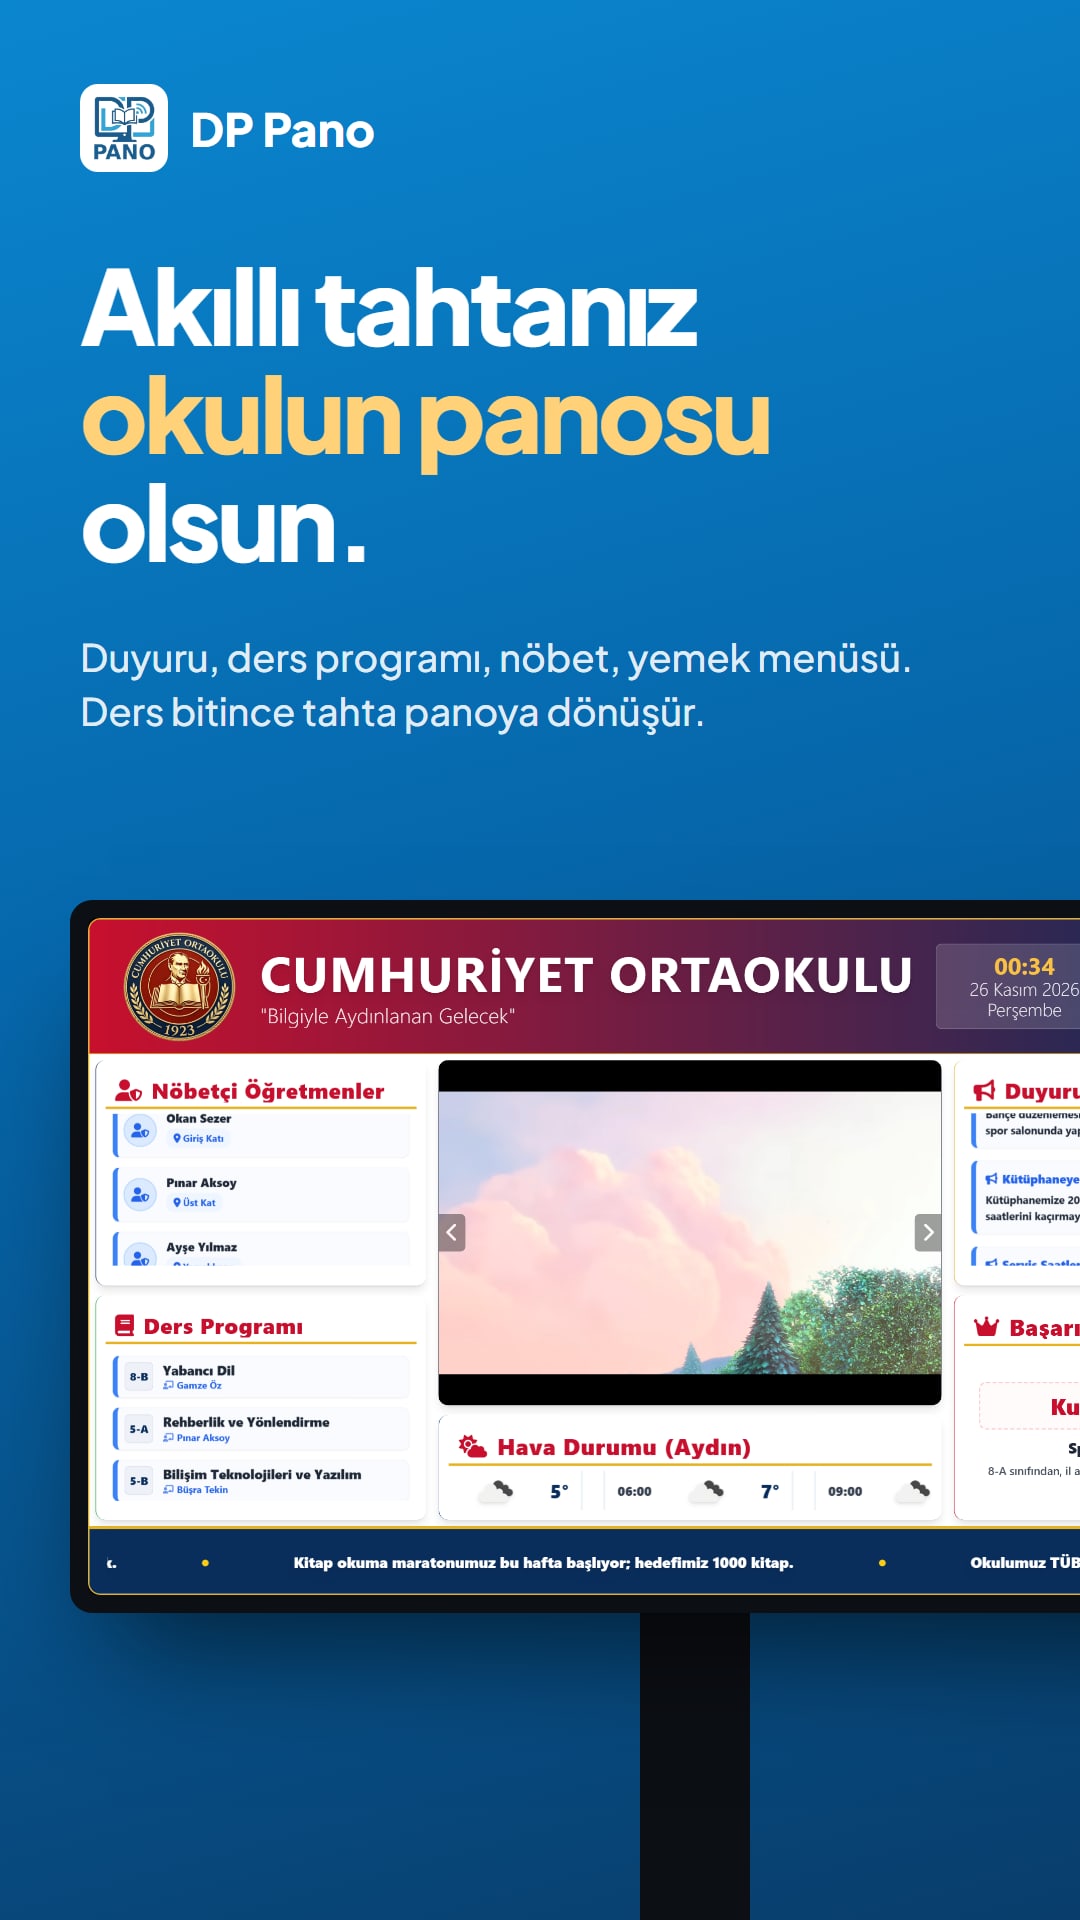 DP
PANO
DP Pano
Akıllı tahtanız
okulun panosu
olsun.
Duyuru, ders programı, nöbet, yemek menüsü.
Ders bitince tahta panoya dönüşür.
CUMHURİYET ORTAOKULU
1923
CUMHURİYET ORTAOKULU
"Bilgiyle Aydınlanan Gelecek"
00:34
26 Kasım 2026
Perşembe
Nöbetçi Öğretmenler
Okan Sezer
Giriş Katı
Pınar Aksoy
Üst Kat
Ayşe Yılmaz
Ders Programı
8-B
Yabancı Dil
Gamze Öz
5-A
Rehberlik ve Yönlendirme
Pınar Aksoy
5-B
Bilişim Teknolojileri ve Yazılım
Büşra Tekin
Hava Durumu (Aydın)
5°
06:00
7°
09:00
Duyuru
spor salonunda yap
Kütüphaneye
Kütüphanemize 20
saatlerini kaçırmay
Servis Saatler
Başarı
Ku
Sp
8-A sınıfından, il a
k.
Kitap okuma maratonumuz bu hafta başlıyor; hedefimiz 1000 kitap.
Okulumuz TÜB